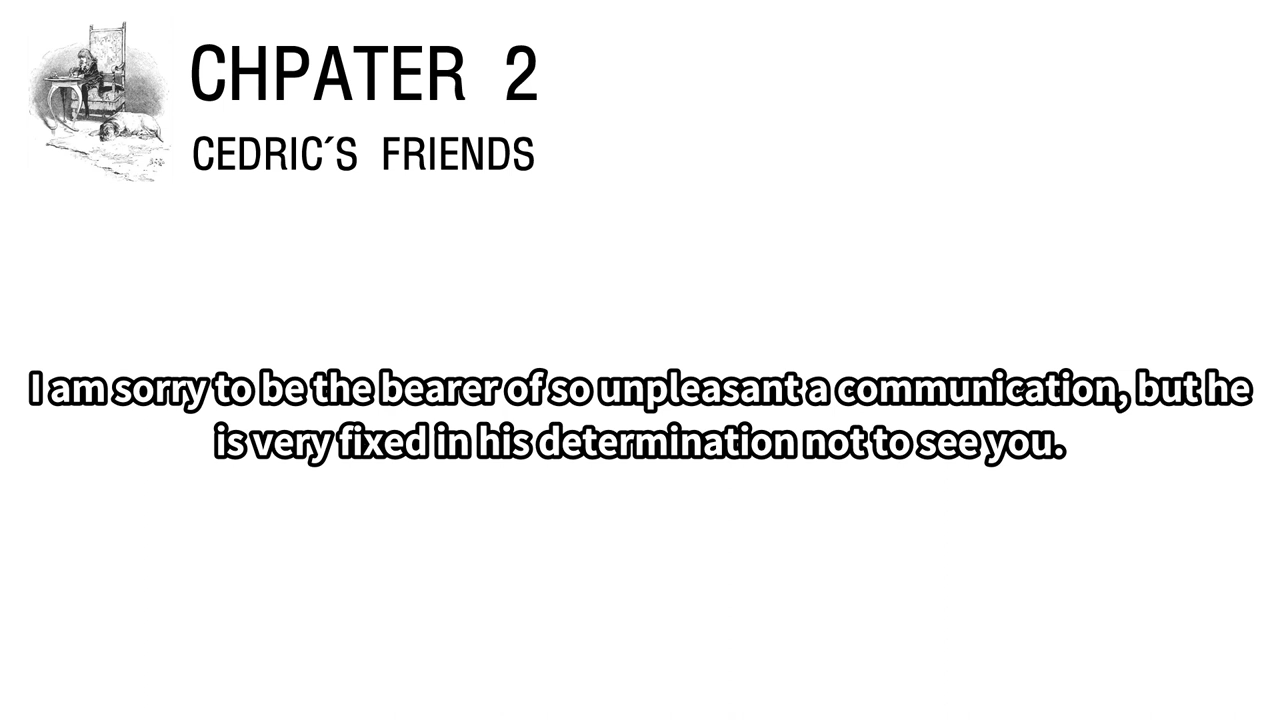 CHPATER 2
CEDRIC´S FRIENDS
I am sorry to be the bearer of so unpleasant a communication, but he
is very fixed in his determination not to see you.